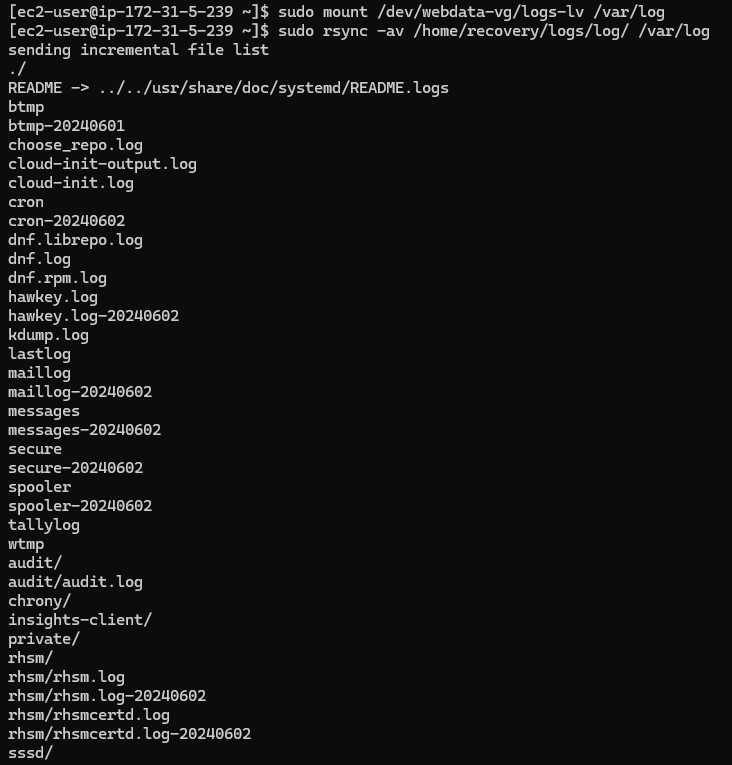 [ec2-user@ip-172-31-5-239 ~]$ sudo mount /dev/webdata-vg/logs-lv /var/log
[ec2-user@ip-172-31-5-239 ~]$ sudo rsync -av /home/recovery/logs/log/ /var/log
sending incremental file list
./
README -> ../../usr/share/doc/systemd/README.logs
btmp
btmp-20240601
choose_repo.log
cloud-init-output.log
cloud-init.log
cron
cron-20240602
dnf.librepo.log
dnf.log
dnf.rpm.log
hawkey.log
hawkey.log-20240602
kdump.log
lastlog
maillog
maillog-20240602
messages
messages-20240602
secure
secure-20240602
spooler
spooler-20240602
tallylog
wtmp
audit/
audit/audit.log
chrony/
insights-client/
private/
rhsm/
rhsm/rhsm.log
rhsm/rhsm.log-20240602
rhsm/rhsmcertd.log
rhsm/rhsmcertd.log-20240602
sssd/